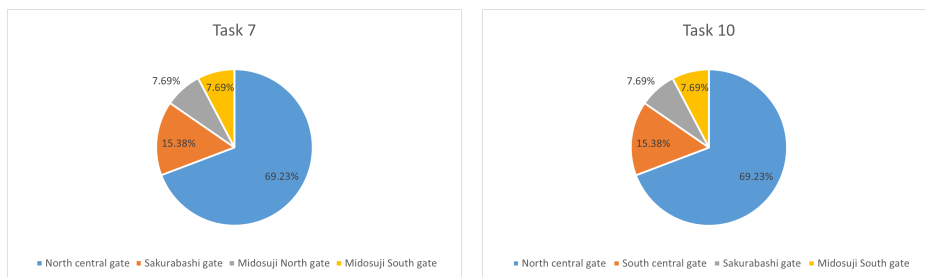 Task 7
7.69%
7.69%
15.38%
69.23%
North central gate Sakurabashi gate Midosuji North gate Midosuji South gate
Task 10
7.69%
7.69%
15.38%
69.23%
North central gate South central gate Sakurabashi gate Midosuji South gate